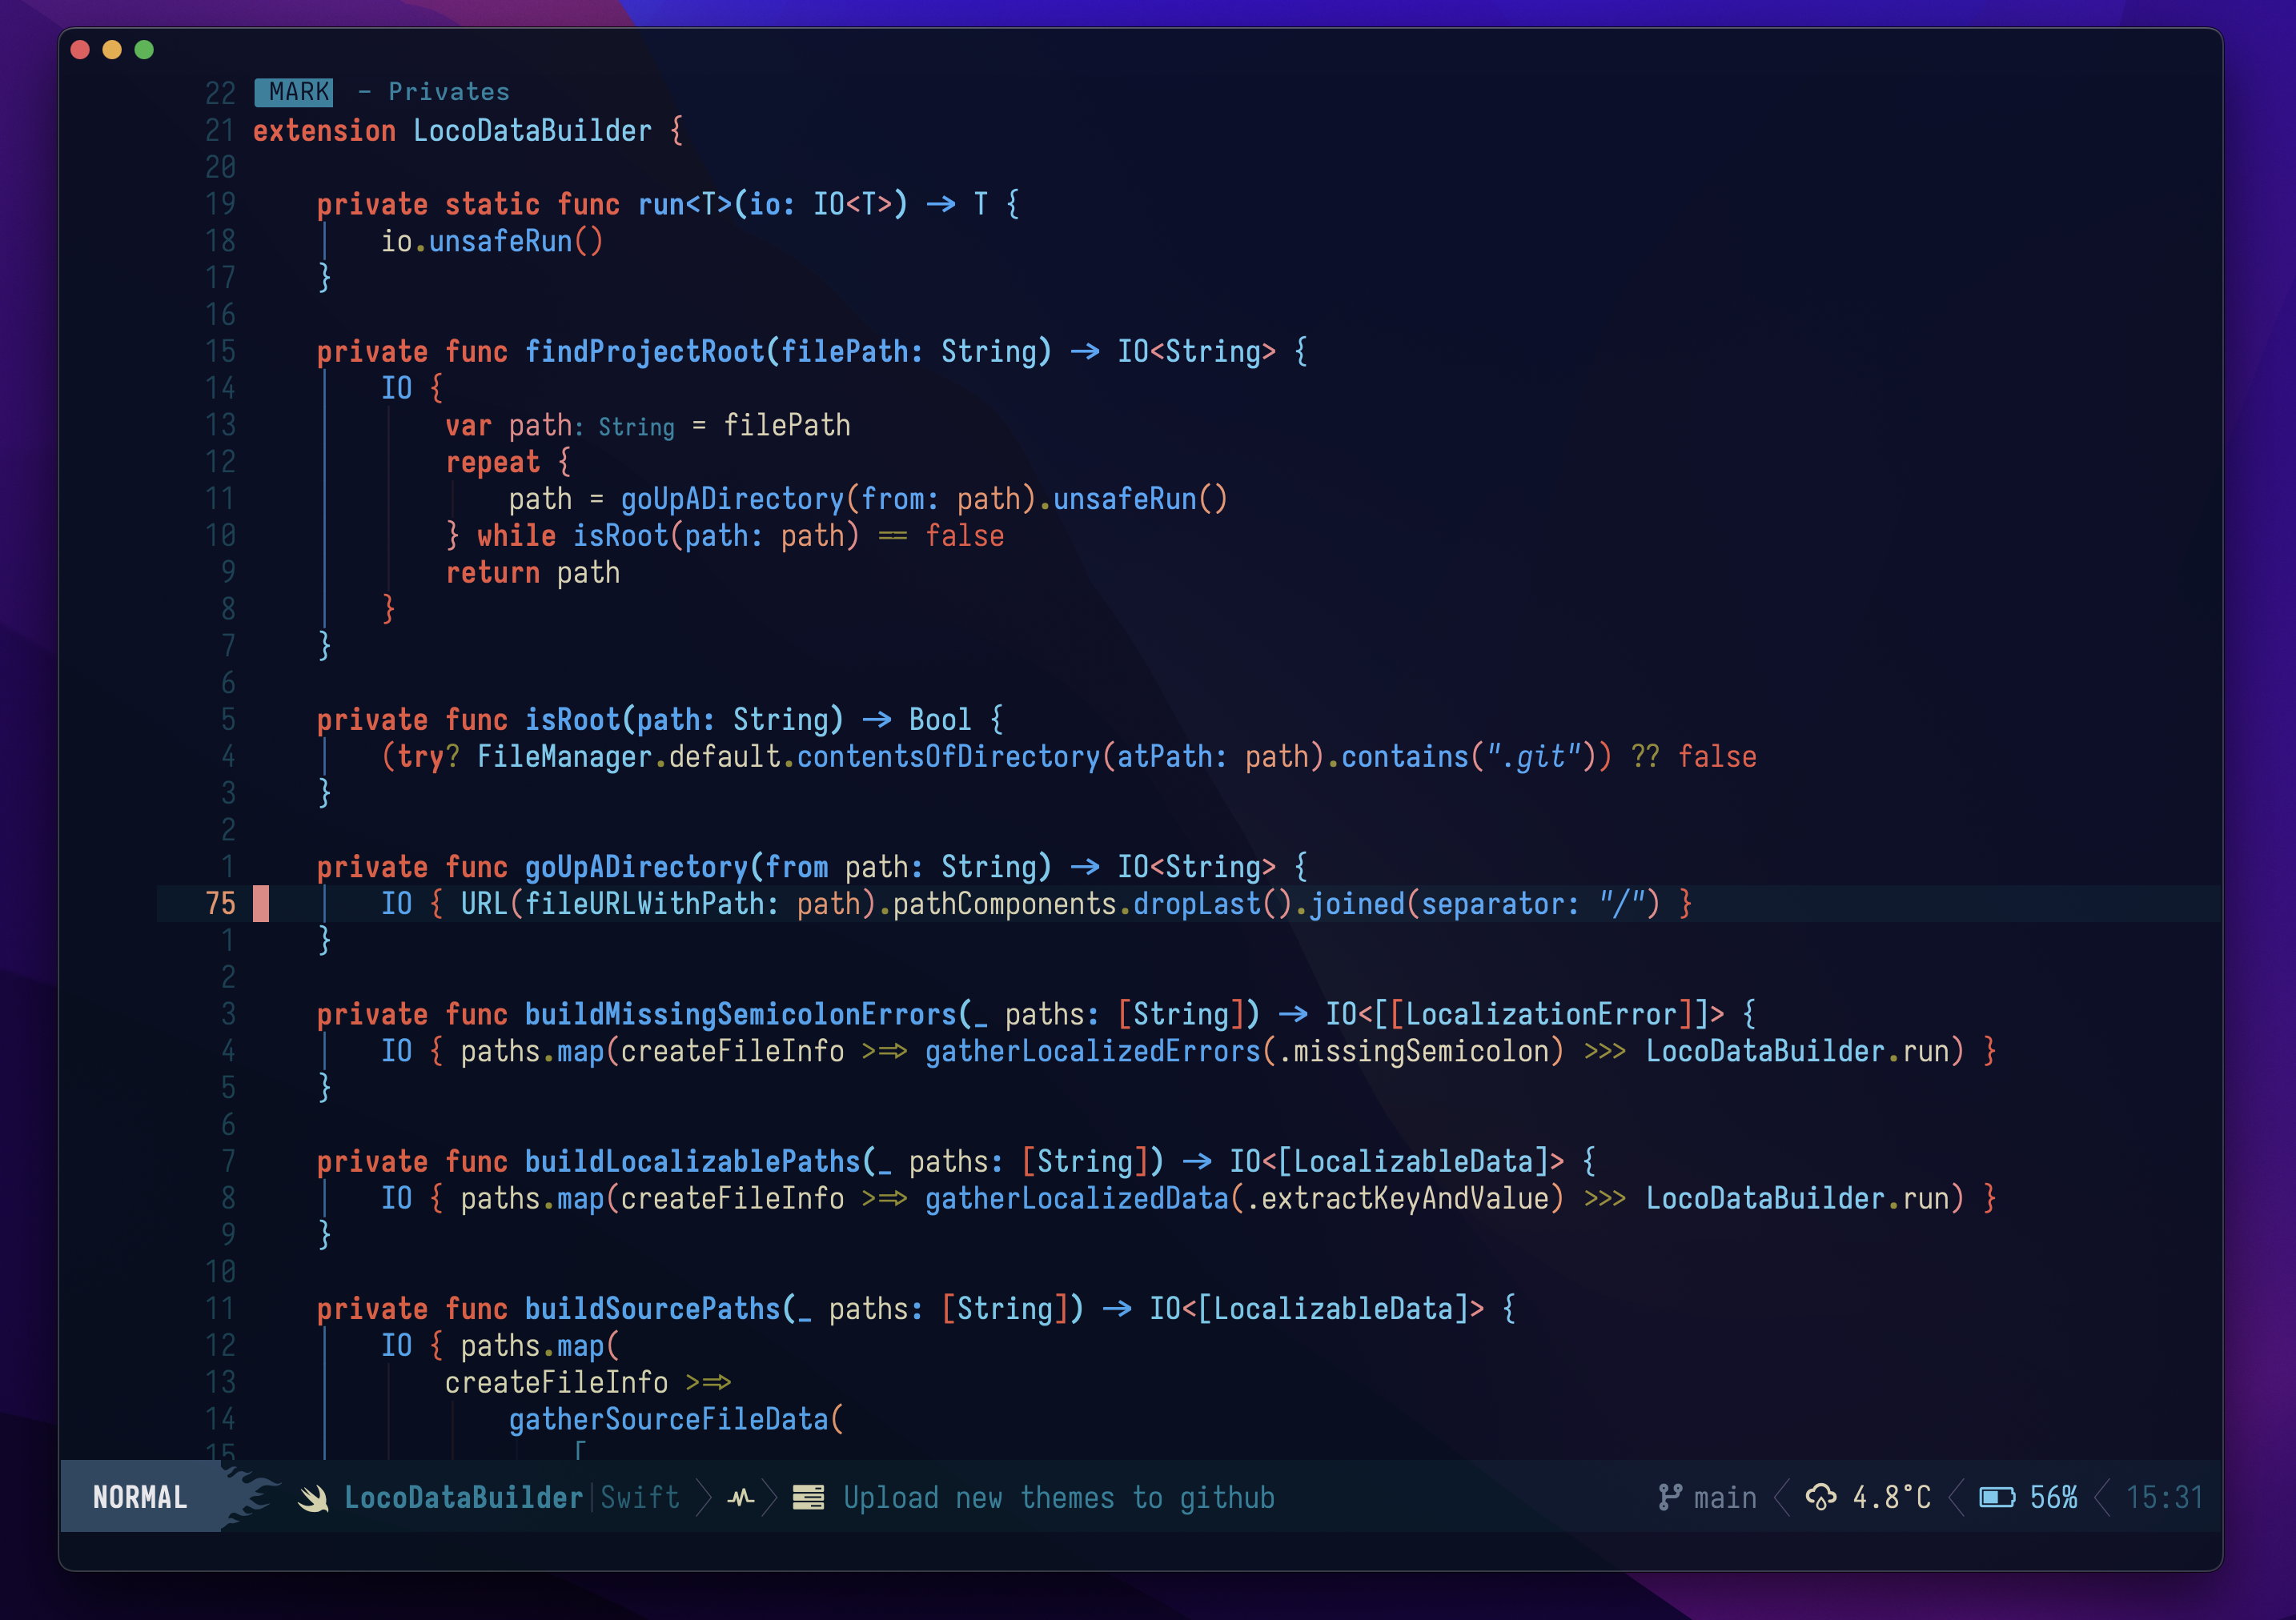 22 MARK - Privates
21 extension LocoDataBuilder {
20
19     private static func run<T>(io: IO<T>) -> T {
18         io.unsafeRun()
17     }
16
15     private func findProjectRoot(filePath: String) -> IO<String> {
14         IO {
13             var path: String = filePath
12             repeat {
11                 path = goUpADirectory(from: path).unsafeRun()
10             } while isRoot(path: path) == false
9             return path
8         }
7     }
6
5     private func isRoot(path: String) -> Bool {
4         (try? FileManager.default.contentsOfDirectory(atPath: path).contains(".git")) ?? false
3     }
2
1     private func goUpADirectory(from path: String) -> IO<String> {
75         IO { URL(fileURLWithPath: path).pathComponents.dropLast().joined(separator: "/") }
1     }
2
3     private func buildMissingSemicolonErrors(_ paths: [String]) -> IO<[[LocalizationError]]> {
4         IO { paths.map(createFileInfo >=> gatherLocalizedErrors(.missingSemicolon) >>> LocoDataBuilder.run) }
5     }
6
7     private func buildLocalizablePaths(_ paths: [String]) -> IO<[LocalizableData]> {
8         IO { paths.map(createFileInfo >=> gatherLocalizedData(.extractKeyAndValue) >>> LocoDataBuilder.run) }
9     }
10
11     private func buildSourcePaths(_ paths: [String]) -> IO<[LocalizableData]> {
12         IO { paths.map(
13             createFileInfo >=>
14                 gatherSourceFileData(
15                     [
NORMAL LocoDataBuilder|Swift Upload new themes to github main 4.8°C 56% 15:31